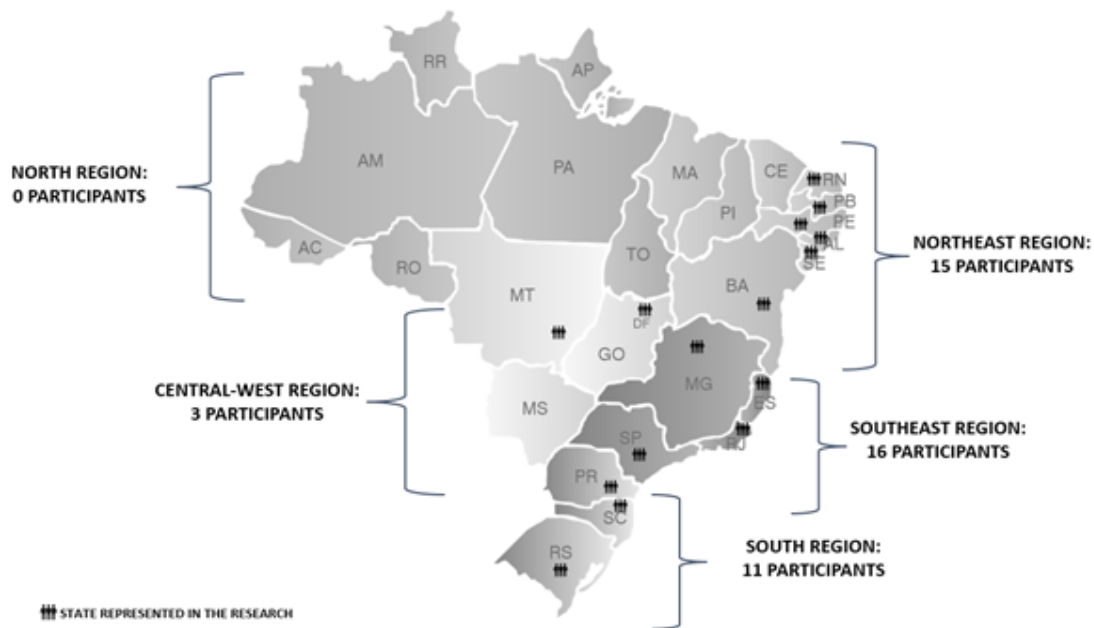 RR
AP
NORTH REGION:
0 PARTICIPANTS
AM
PA
MA
CE
RN
PB
PI
PE
AL
SE
AC
RO
TO
NORTHEAST REGION:
15 PARTICIPANTS
MT
BA
DF
GO
CENTRAL-WEST REGION:
3 PARTICIPANTS
MG
MS
ES
SP
RJ
SOUTHEAST REGION:
16 PARTICIPANTS
PR
SC
RS
SOUTH REGION:
11 PARTICIPANTS
STATE REPRESENTED IN THE RESEARCH